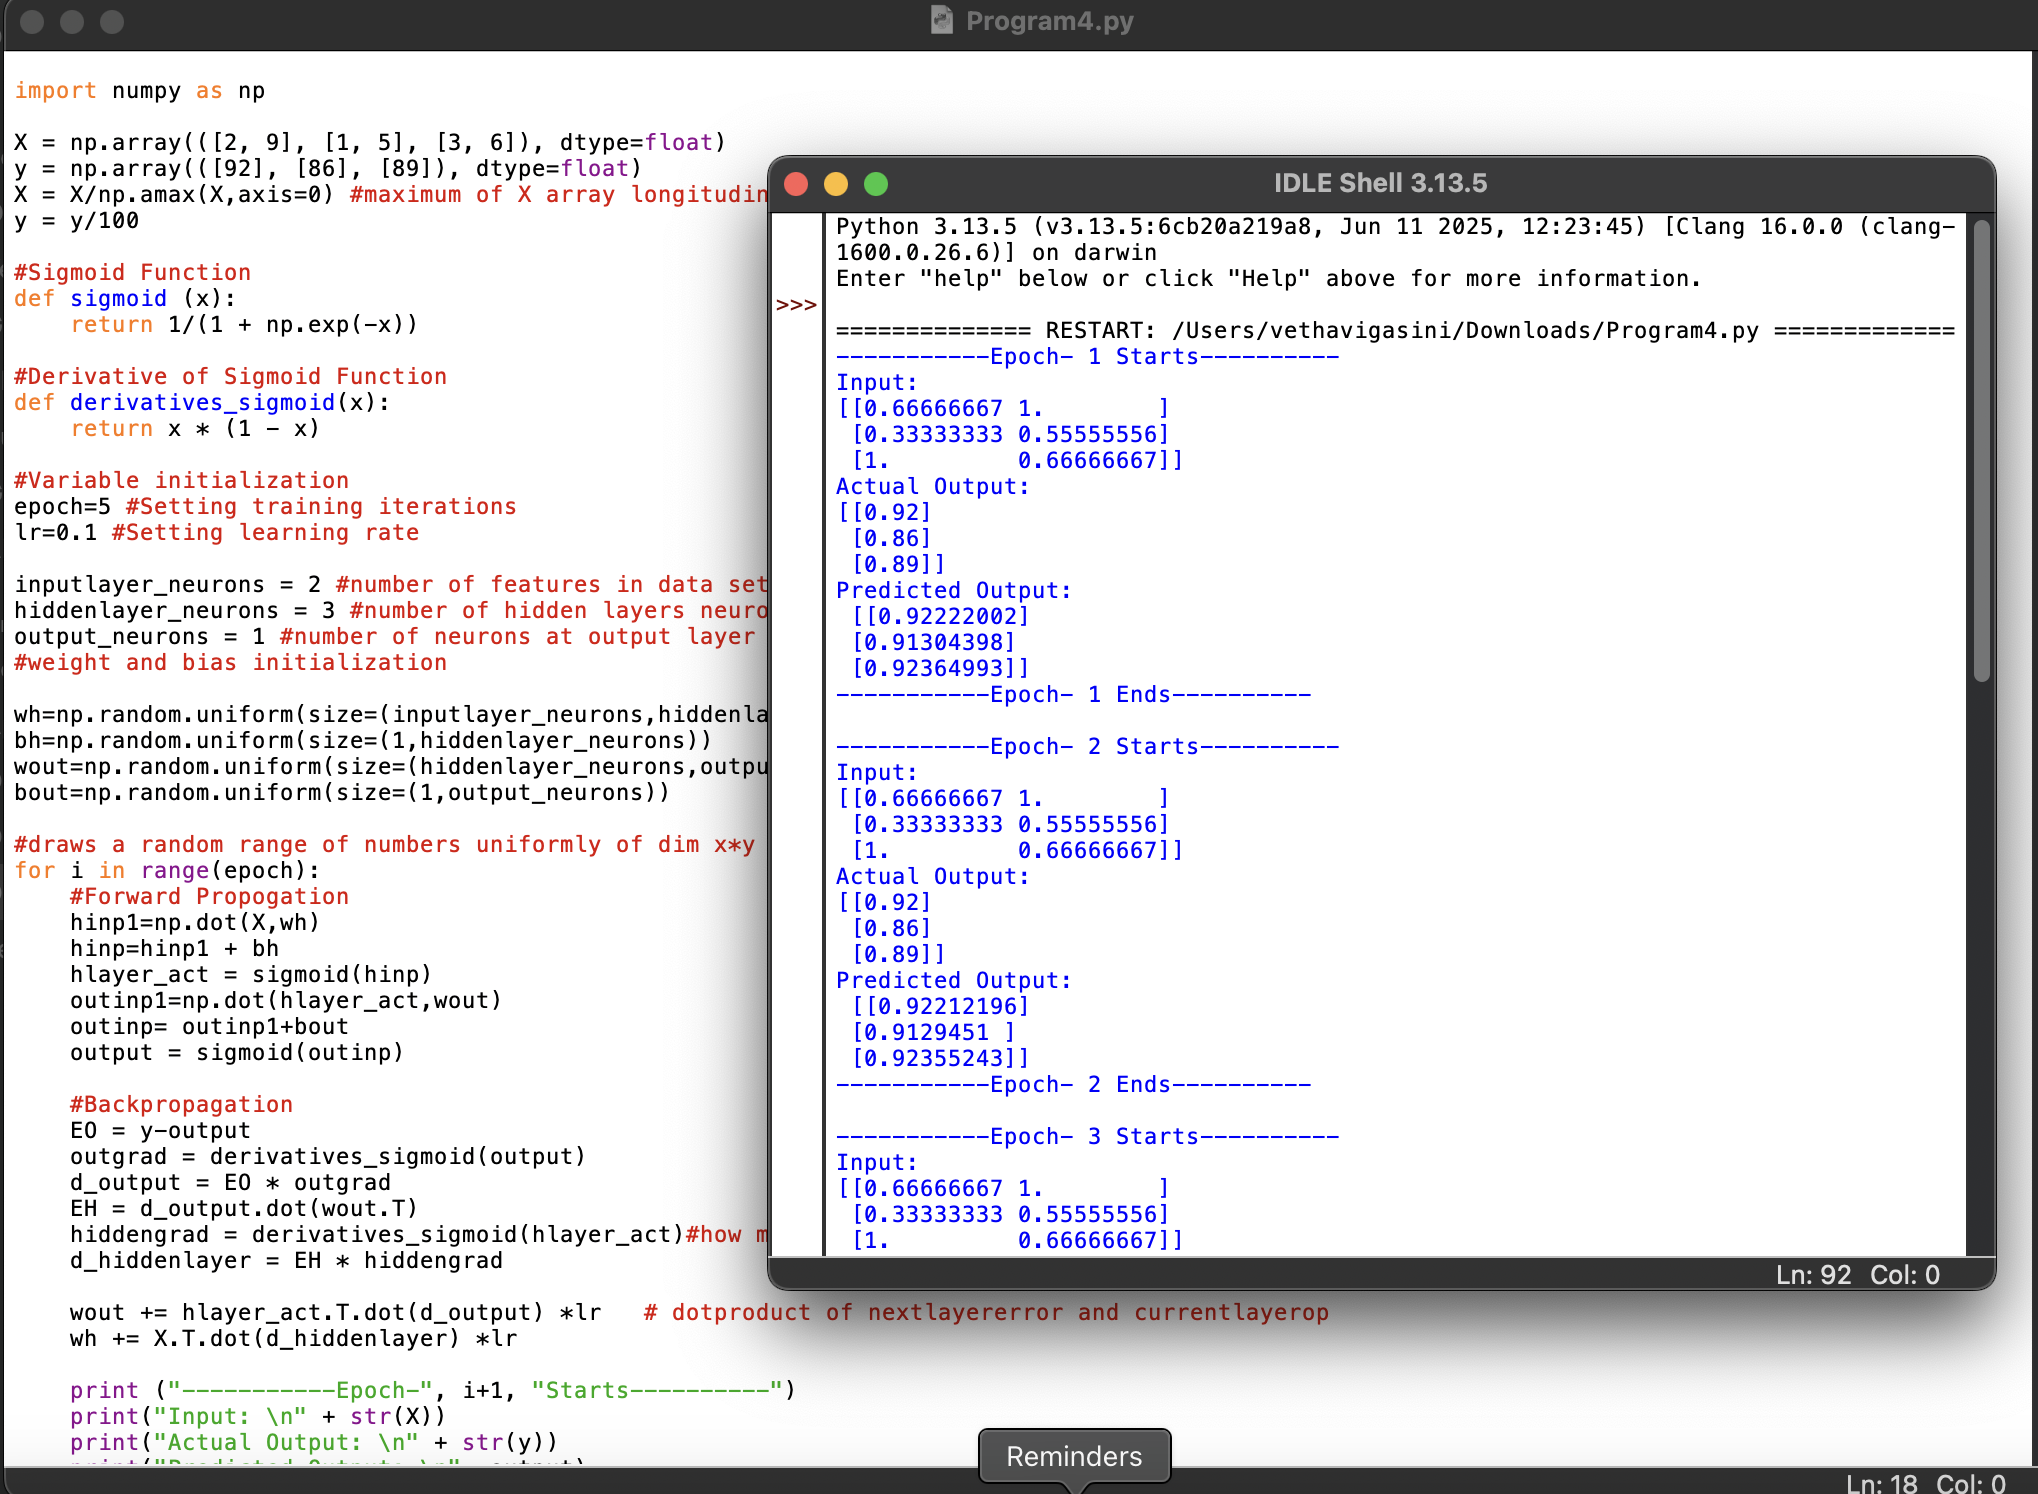 Program4.py
import numpy as np
X = np.array(([2, 9], [1, 5], [3, 6]), dtype=float)
y = np.array(([92], [86], [89]), dtype=float)
X = X/np.amax(X,axis=0) #maximum of X array longitudin
y = y/100
#Sigmoid Function
def sigmoid (x):
    return 1/(1 + np.exp(-x))
#Derivative of Sigmoid Function
def derivatives_sigmoid(x):
    return x * (1 - x)
#Variable initialization
epoch=5 #Setting training iterations
lr=0.1 #Setting learning rate
inputlayer_neurons = 2 #number of features in data set
hiddenlayer_neurons = 3 #number of hidden layers neuro
output_neurons = 1 #number of neurons at output layer
#weight and bias initialization
wh=np.random.uniform(size=(inputlayer_neurons,hiddenla
bh=np.random.uniform(size=(1,hiddenlayer_neurons))
wout=np.random.uniform(size=(hiddenlayer_neurons,outpu
bout=np.random.uniform(size=(1,output_neurons))
#draws a random range of numbers uniformly of dim x*y
for i in range(epoch):
    #Forward Propogation
    hinp1=np.dot(X,wh)
    hinp=hinp1 + bh
    hlayer_act = sigmoid(hinp)
    outinp1=np.dot(hlayer_act,wout)
    outinp= outinp1+bout
    output = sigmoid(outinp)
    #Backpropagation
    EO = y-output
    outgrad = derivatives_sigmoid(output)
    d_output = EO * outgrad
    EH = d_output.dot(wout.T)
    hiddengrad = derivatives_sigmoid(hlayer_act)#how m
    d_hiddenlayer = EH * hiddengrad
    wout += hlayer_act.T.dot(d_output) *lr   # dotproduct of nextlayererror and currentlayerop
    wh += X.T.dot(d_hiddenlayer) *lr
    print ("-----------Epoch-", i+1, "Starts----------")
    print("Input: \n" + str(X))
    print("Actual Output: \n" + str(y))
Ln: 18 Col: 0
IDLE Shell 3.13.5
Python 3.13.5 (v3.13.5:6cb20a219a8, Jun 11 2025, 12:23:45) [Clang 16.0.0 (clang-
1600.0.26.6)] on darwin
Enter "help" below or click "Help" above for more information.
>>>
============== RESTART: /Users/vethavigasini/Downloads/Program4.py =============
-----------Epoch- 1 Starts----------
Input:
[[0.66666667 1.        ]
 [0.33333333 0.55555556]
 [1.         0.66666667]]
Actual Output:
[[0.92]
 [0.86]
 [0.89]]
Predicted Output:
 [[0.92222002]
 [0.91304398]
 [0.92364993]]
-----------Epoch- 1 Ends----------
-----------Epoch- 2 Starts----------
Input:
[[0.66666667 1.        ]
 [0.33333333 0.55555556]
 [1.         0.66666667]]
Actual Output:
[[0.92]
 [0.86]
 [0.89]]
Predicted Output:
 [[0.92212196]
 [0.9129451 ]
 [0.92355243]]
-----------Epoch- 2 Ends----------
-----------Epoch- 3 Starts----------
Input:
[[0.66666667 1.        ]
 [0.33333333 0.55555556]
 [1.         0.66666667]]
Ln: 92 Col: 0
Reminders